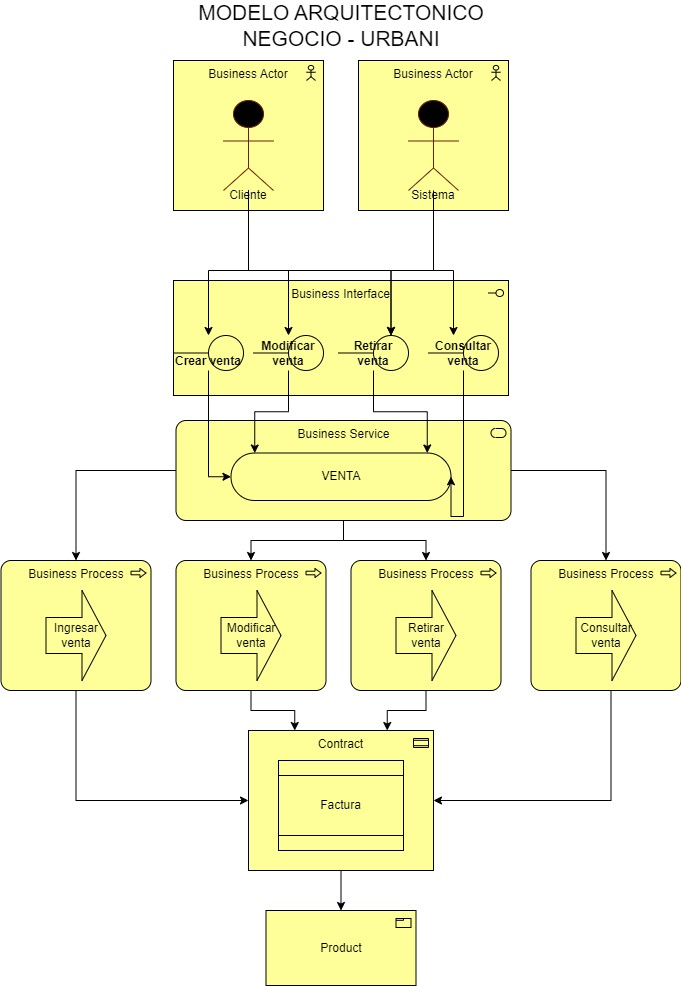 MODELO ARQUITECTONICO
NEGOCIO - URBANI
Business Actor
Business Actor
Cliente
Sistema
Business Interface
Crear venta
Modificar
venta
Retirar
venta
Consultar
venta
Business Service
VENTA
Business Process
Business Process
Business Process
Business Process
Ingresar
venta
Modificar
venta
Retirar
venta
Consultar
venta
Contract
Factura
Product